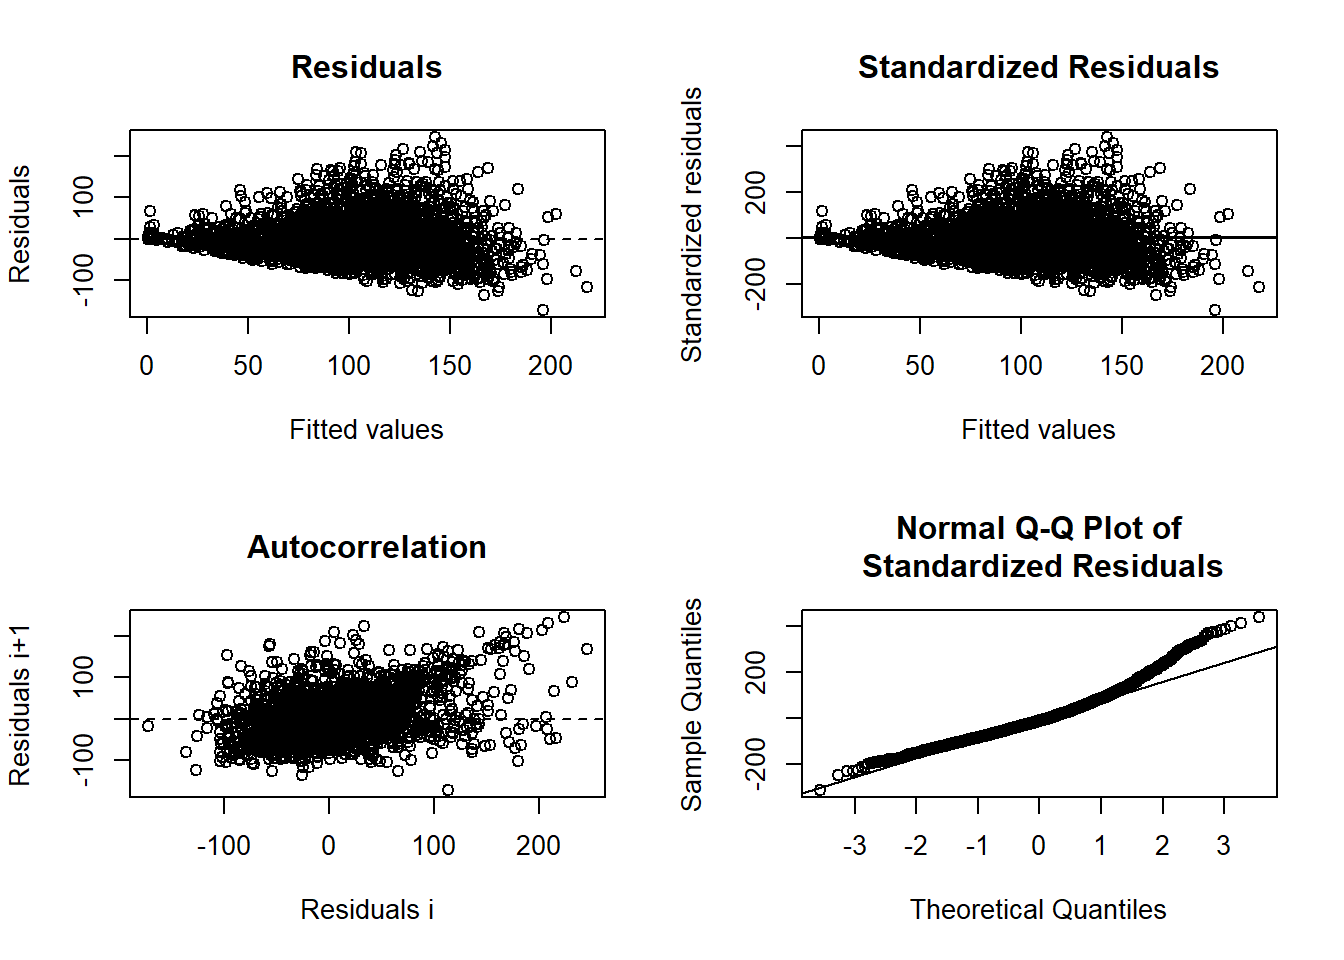 Residuals
Residuals
100
-100
0
50
100
150
200
Fitted values
Standardized Residuals
Standardized residuals
200
-200
0
50
100
150
200
Fitted values
Autocorrelation
Residuals i+1
100
-100
-100
0
100
200
Residuals i
Normal Q-Q Plot of
Standardized Residuals
Sample Quantiles
200
-200
-3
-2
-1
0
1
2
3
Theoretical Quantiles